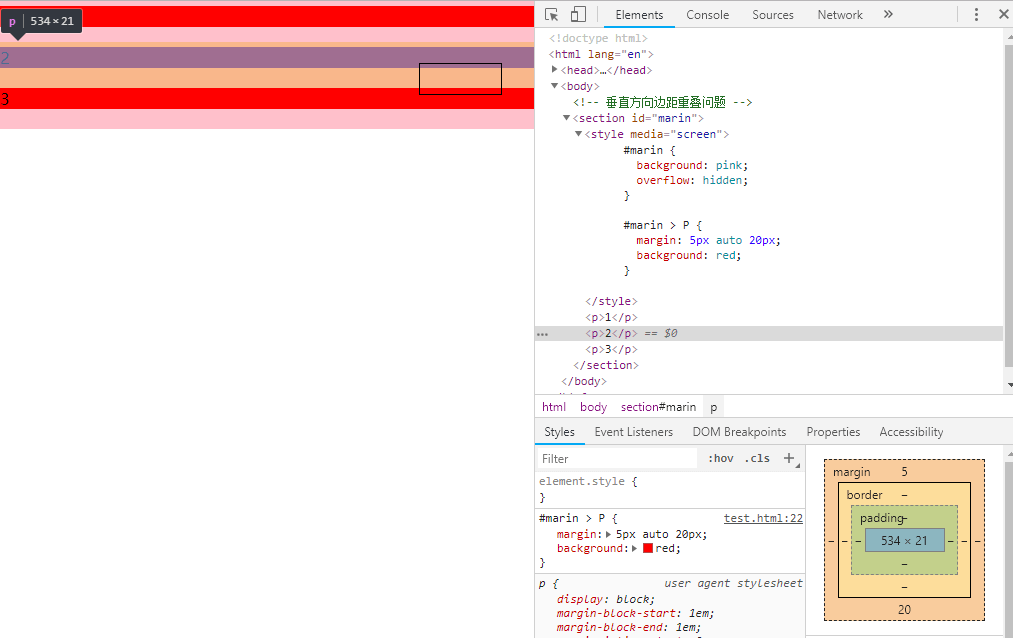 p 534 × 21
2
3
Elements Console Sources Network »
<!doctype html>
<html lang="en">
<head>…</head>
<body>
<!-- 垂直方向边距重叠问题 -->
<section id="marin">
<style media="screen">
#marin {
background: pink;
overflow: hidden;
}
#marin > P {
margin: 5px auto 20px;
background: red;
}
</style>
<p>1</p>
... <p>2</p> == $0
<p>3</p>
</section>
</body>
html body section#marin p
Styles Event Listeners DOM Breakpoints Properties Accessibility
Filter :hov .cls +
element.style {
}
#marin > P { test.html:22
margin: 5px auto 20px;
background: red;
}
p { user agent stylesheet
display: block;
margin-block-start: 1em;
margin-block-end: 1em;
margin 5
border –
padding –
– – – 534 × 21 – – –
–
–
20